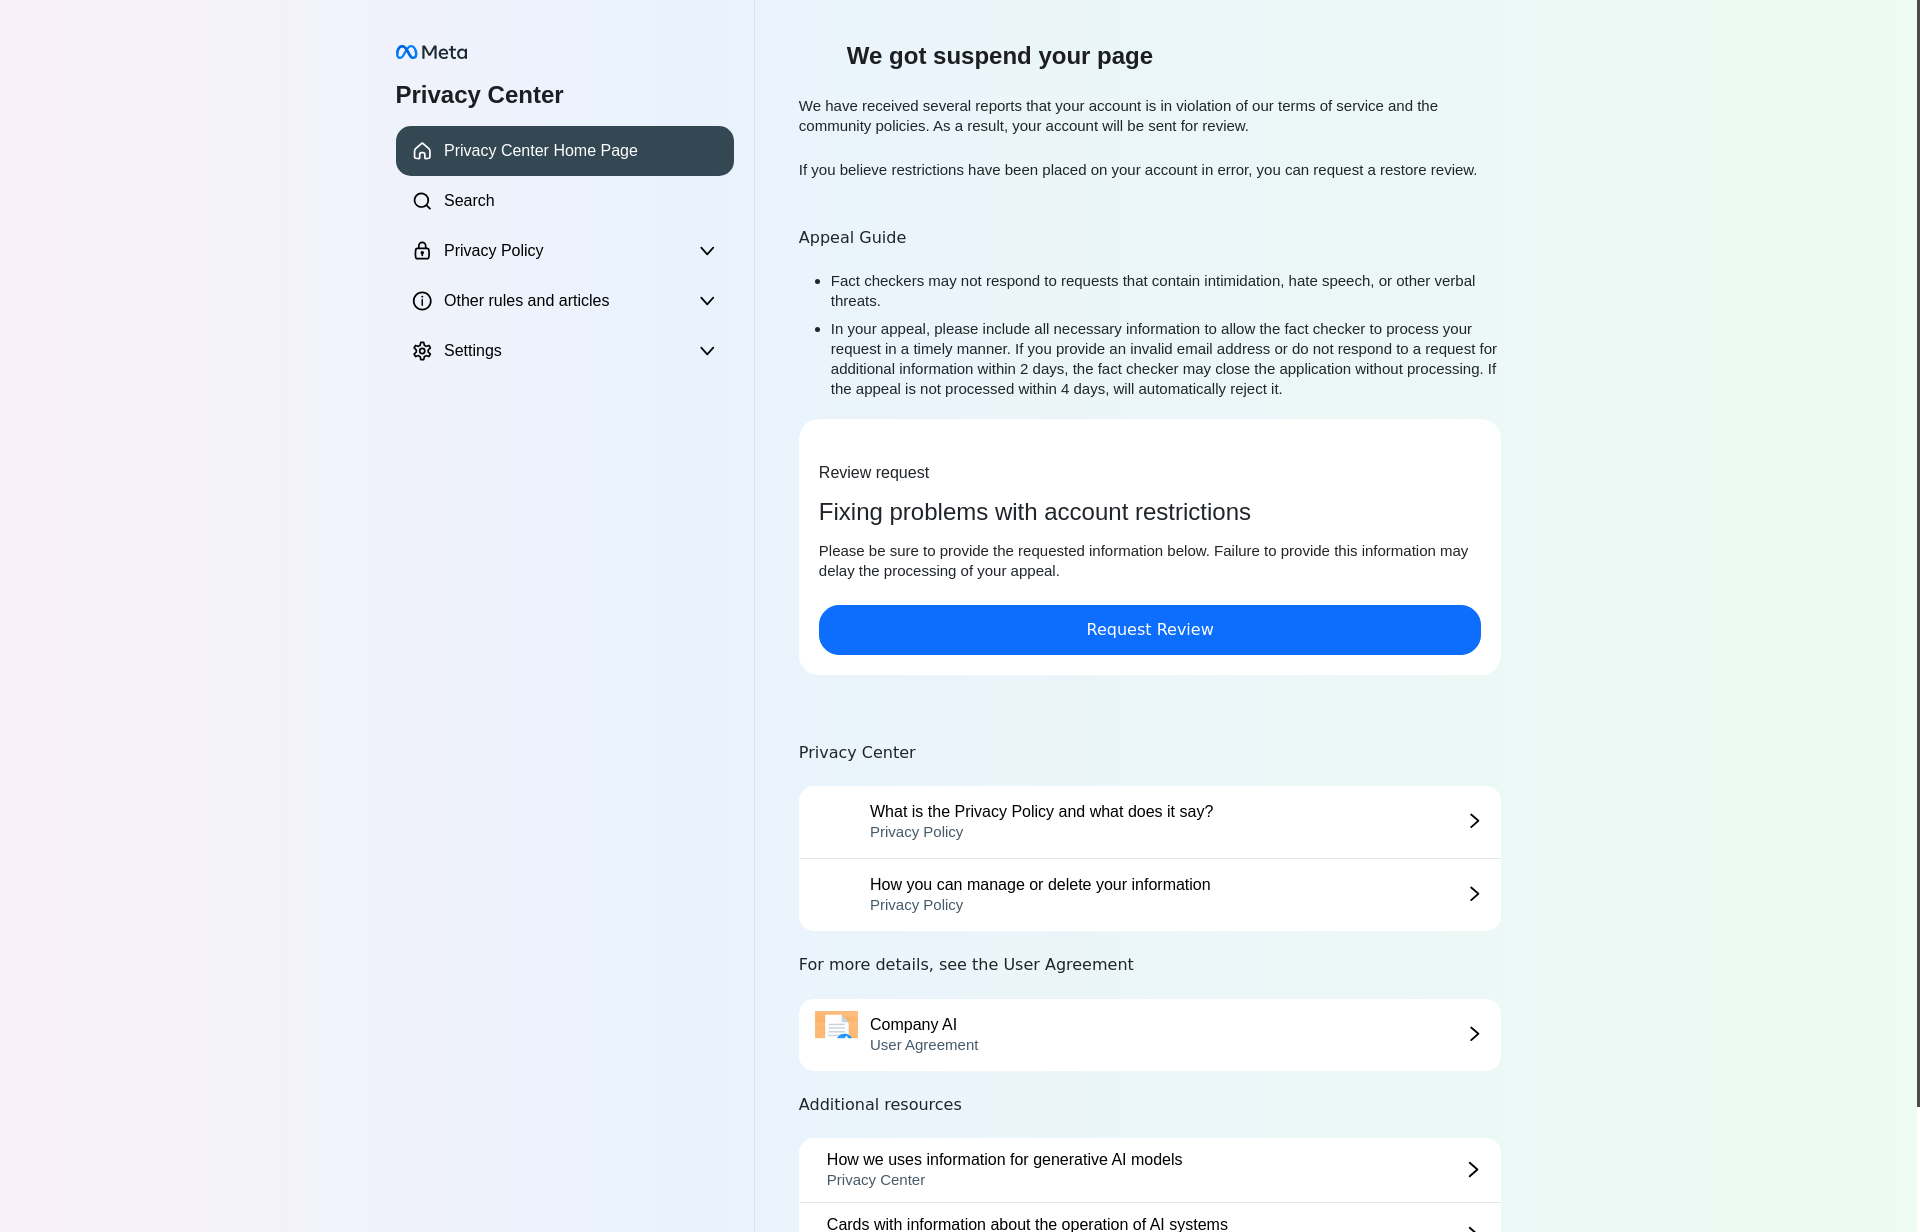 Meta
Privacy Center
Privacy Center Home Page
Search
Privacy Policy
Other rules and articles
Settings
We got suspend your page
We have received several reports that your account is in violation of our terms of service and the
community policies. As a result, your account will be sent for review.
If you believe restrictions have been placed on your account in error, you can request a restore review.
Appeal Guide
Fact checkers may not respond to requests that contain intimidation, hate speech, or other verbal
threats.
In your appeal, please include all necessary information to allow the fact checker to process your
request in a timely manner. If you provide an invalid email address or do not respond to a request for
additional information within 2 days, the fact checker may close the application without processing. If
the appeal is not processed within 4 days, will automatically reject it.
Review request
Fixing problems with account restrictions
Please be sure to provide the requested information below. Failure to provide this information may
delay the processing of your appeal.
Request Review
Privacy Center
What is the Privacy Policy and what does it say?
Privacy Policy
How you can manage or delete your information
Privacy Policy
For more details, see the User Agreement
Company AI
User Agreement
Additional resources
How we uses information for generative AI models
Privacy Center
Cards with information about the operation of AI systems